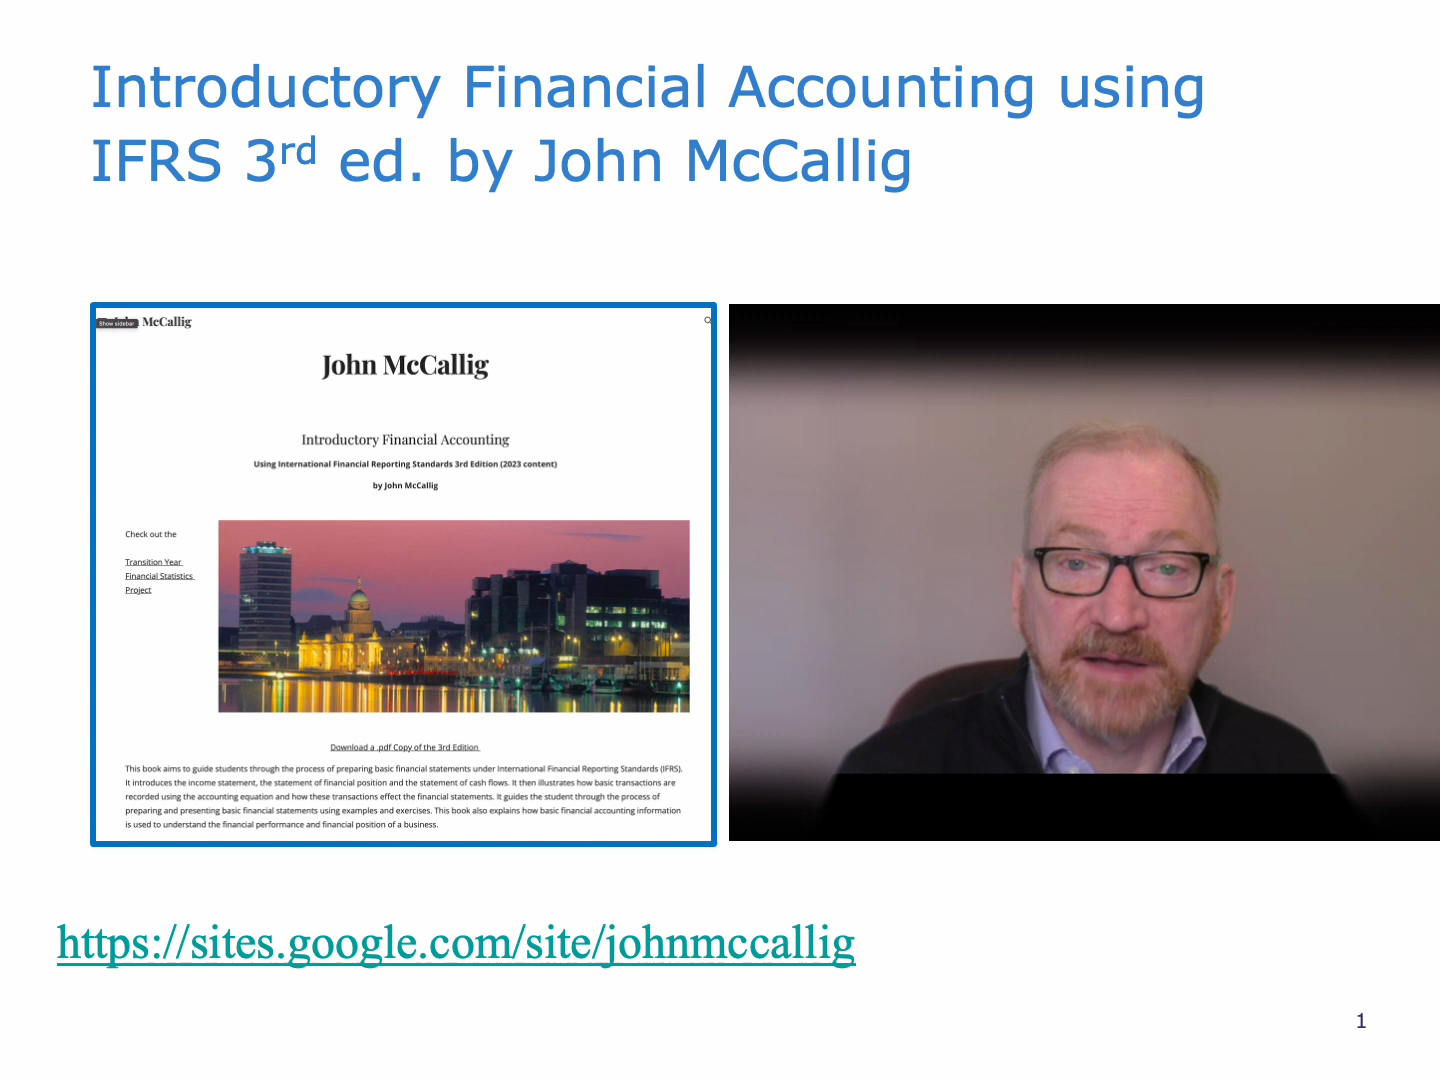 Introductory Financial Accounting using
IFRS 3rd ed. by John McCallig
Show sidebar
McCallig
John McCallig
Introductory Financial Accounting
Using International Financial Reporting Standards 3rd Edition (2023 content)
by John McCallig
Check out the
Transition Year
Financial Statistics
Project
Download a .pdf Copy of the 3rd Edition
This book aims to guide students through the process of preparing basic financial statements under International Financial Reporting Standards (IFRS).
It introduces the income statement, the statement of financial position and the statement of cash flows. It then illustrates how basic transactions are
recorded using the accounting equation and how these transactions effect the financial statements. It guides the student through the process of
preparing and presenting basic financial statements using examples and exercises. This book also explains how basic financial accounting information
is used to understand the financial performance and financial position of a business.
https://sites.google.com/site/johnmccallig
1